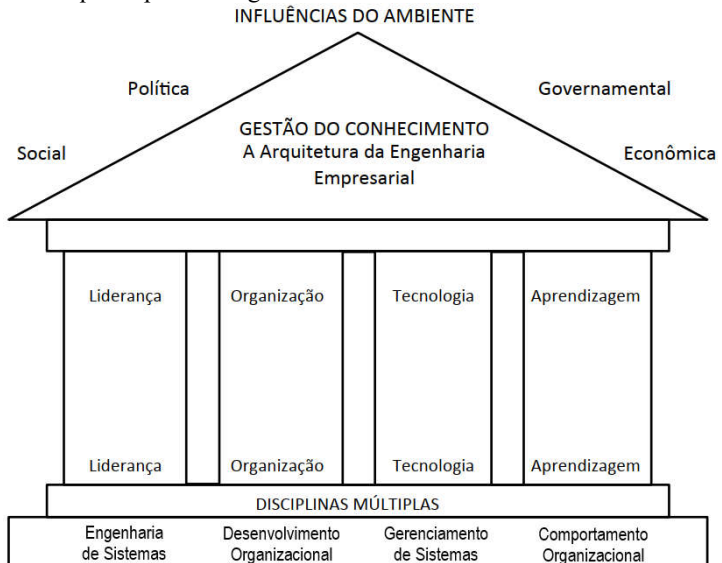 INFLUÊNCIAS DO AMBIENTE
Política
Governamental
GESTÃO DO CONHECIMENTO
Social
A Arquitetura da Engenharia
Econômica
Empresarial
Liderança
Organização
Tecnologia
Aprendizagem
Liderança
Organização
Tecnologia
Aprendizagem
DISCIPLINAS MÚLTIPLAS
Engenharia
de Sistemas
Desenvolvimento
Organizacional
Gerenciamento
de Sistemas
Comportamento
Organizacional